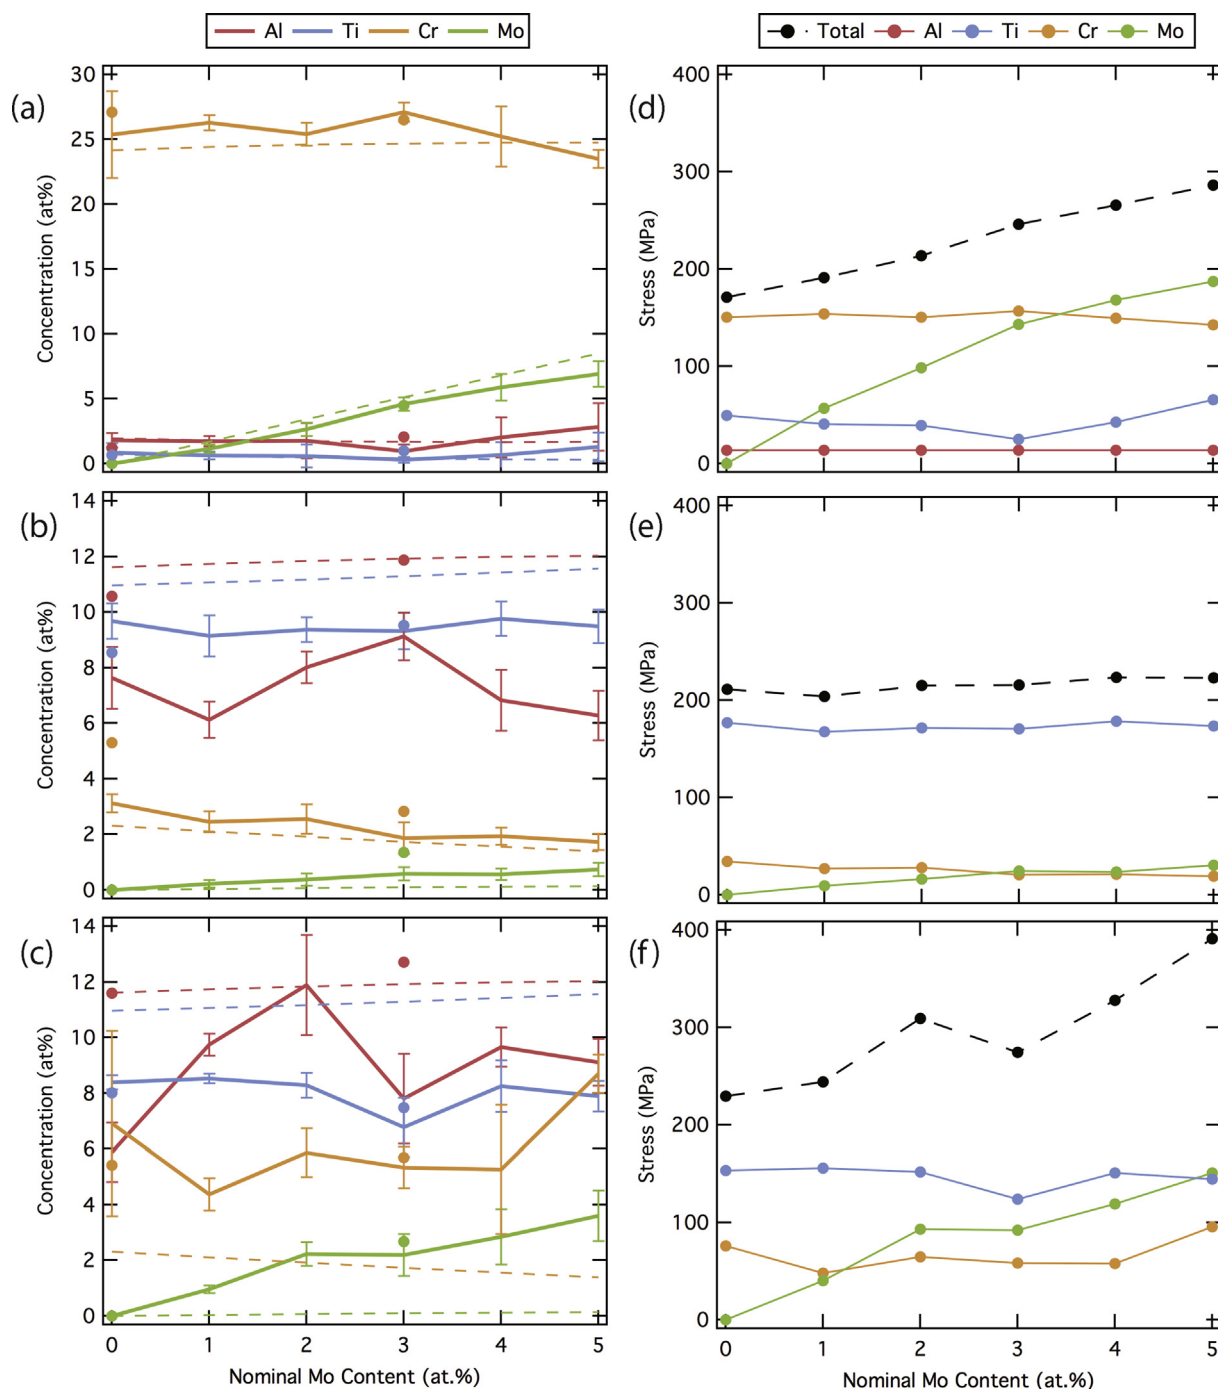 Al Ti Cr Mo
Total Al Ti Cr Mo
(a)
30
25
20
15
10
5
0
Concentration (at%)
(d)
400
300
200
100
0
Stress (MPa)
(b)
14
12
10
8
6
4
2
0
Concentration (at%)
(e)
400
300
200
100
0
Stress (MPa)
(c)
14
12
10
8
6
4
2
0
Concentration (at%)
0 1 2 3 4 5
Nominal Mo Content (at.%)
(f)
400
300
200
100
0
Stress (MPa)
0 1 2 3 4 5
Nominal Mo Content (at.%)